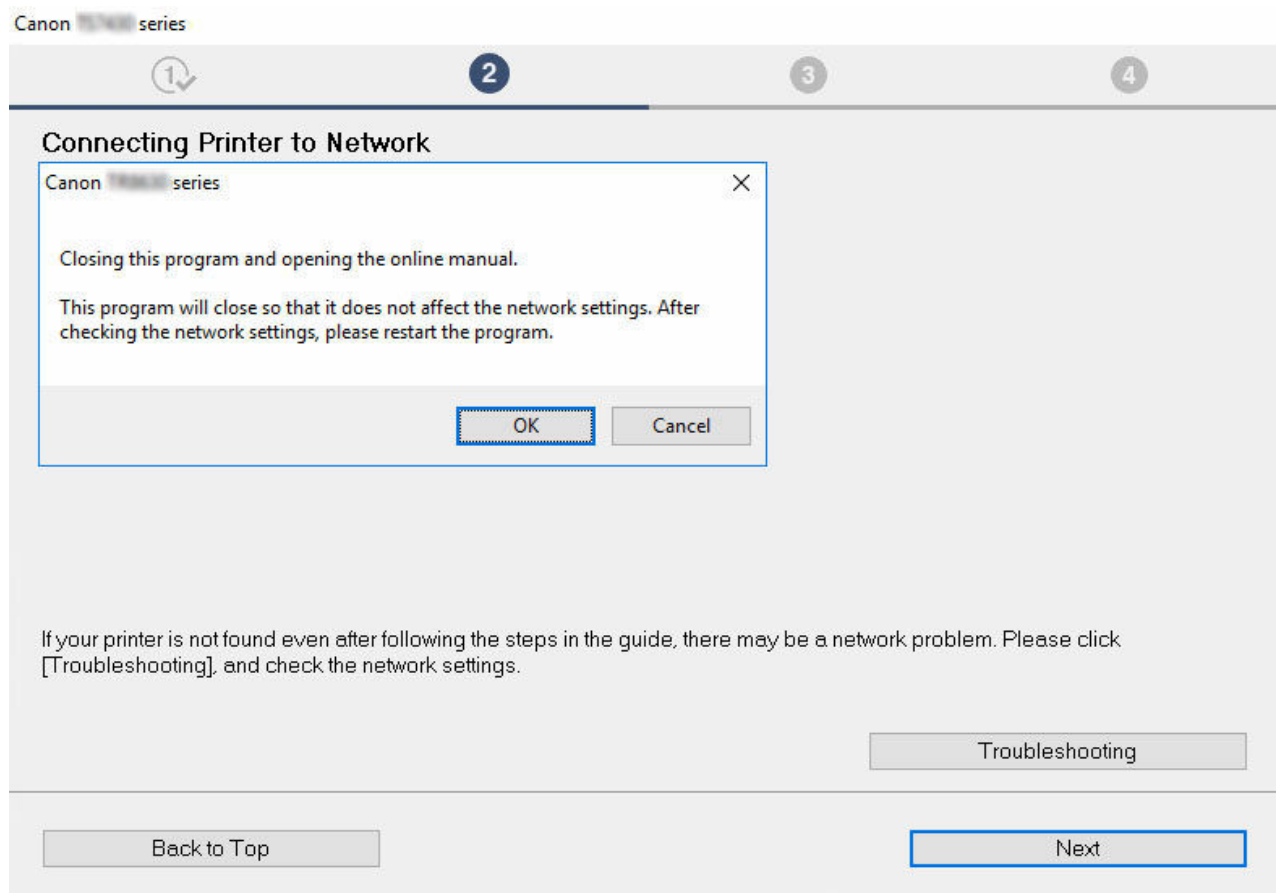 Canon series
1 2 3 4
Connecting Printer to Network
Canon series
Closing this program and opening the online manual.
This program will close so that it does not affect the network settings. After
checking the network settings, please restart the program.
OK Cancel
If your printer is not found even after following the steps in the guide, there may be a network problem. Please click
[Troubleshooting], and check the network settings.
Troubleshooting
Back to Top Next